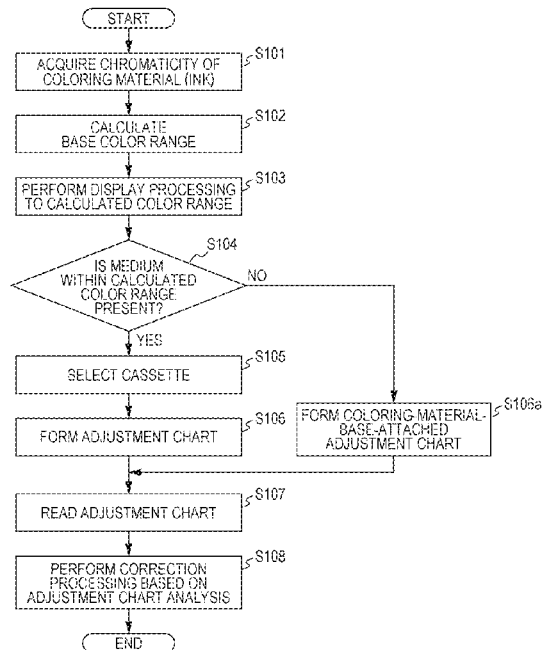 START
S101
ACQUIRE CHROMATICITY OF
COLORING MATERIAL (INK)
S102
CALCULATE
BASE COLOR RANGE
S103
PERFORM DISPLAY PROCESSING
TO CALCULATED COLOR RANGE
S104
IS MEDIUM
WITHIN CALCULATED
COLOR RANGE
PRESENT?
NO
YES
S105
SELECT CASSETTE
S106
FORM ADJUSTMENT CHART
S106a
FORM COLORING-MATERIAL-
BASE-ATTACHED
ADJUSTMENT CHART
S107
READ ADJUSTMENT CHART
S108
PERFORM CORRECTION
PROCESSING BASED ON
ADJUSTMENT CHART ANALYSIS
END